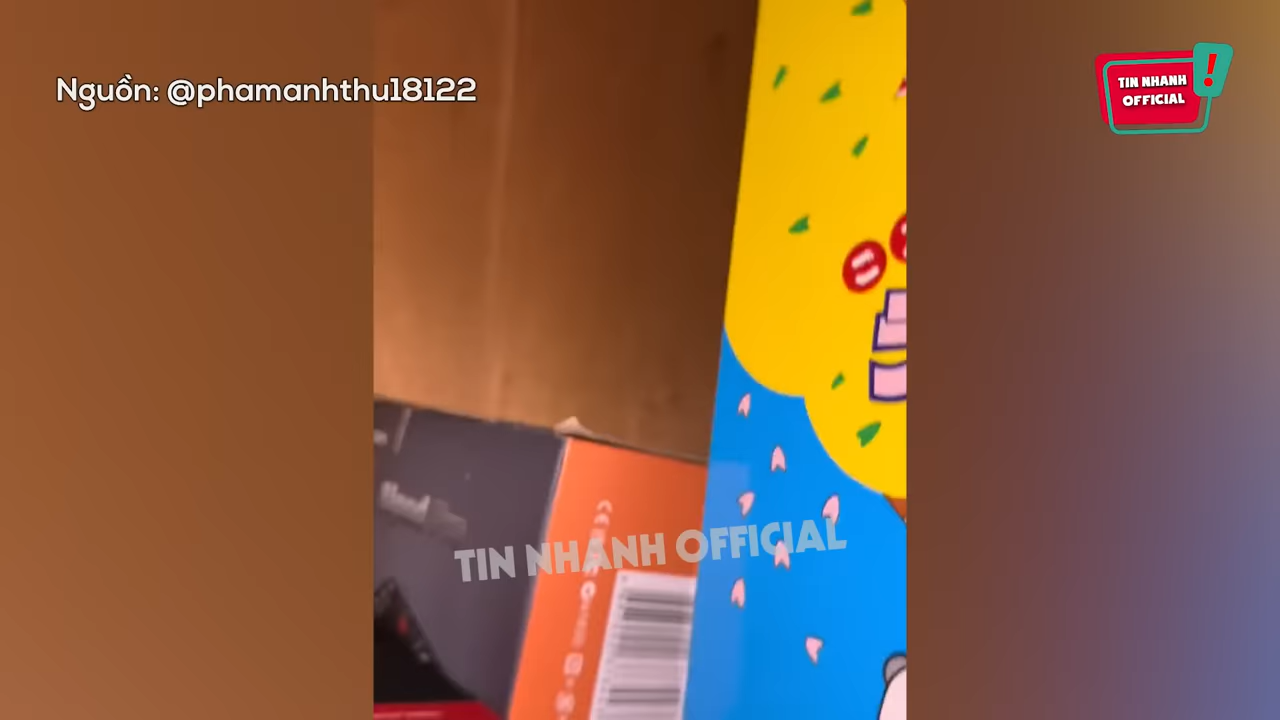 Nguồn: @phamanhthu18122
TIN NHANH
OFFICIAL
TIN NHANH OFFICIAL